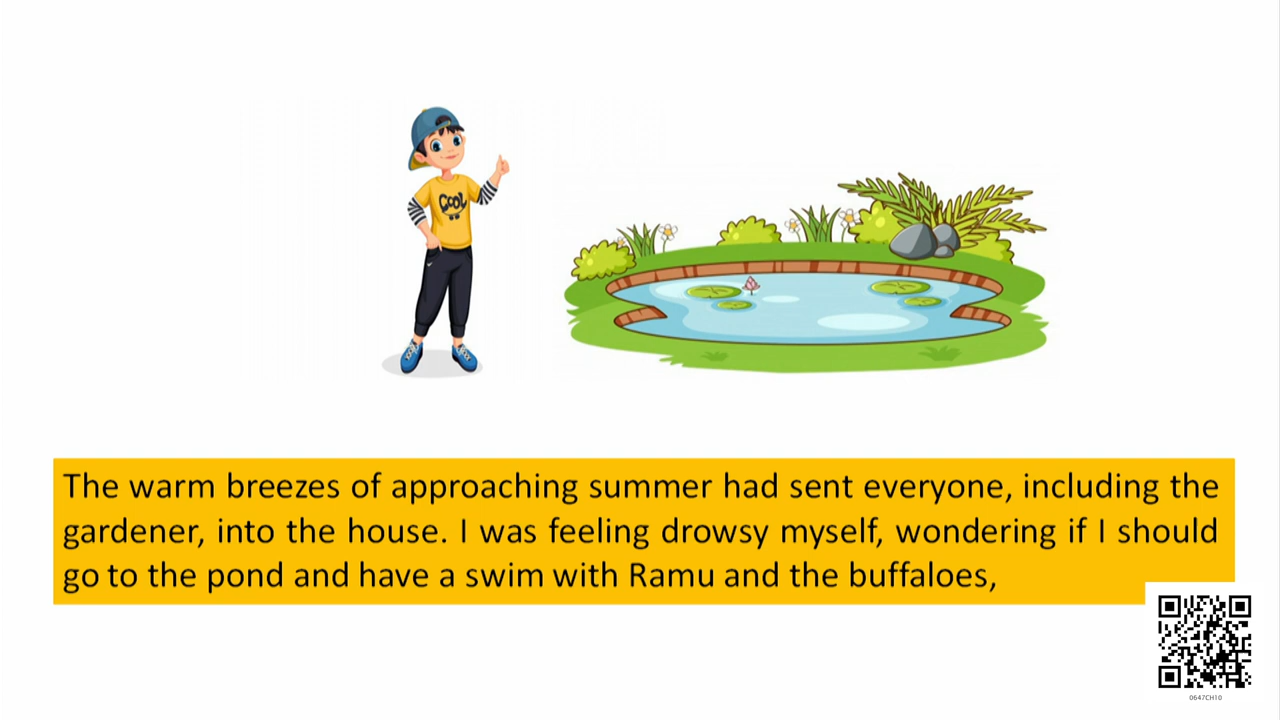 COOL
The warm breezes of approaching summer had sent everyone, including the
gardener, into the house. I was feeling drowsy myself, wondering if I should
go to the pond and have a swim with Ramu and the buffaloes,
0647CH10